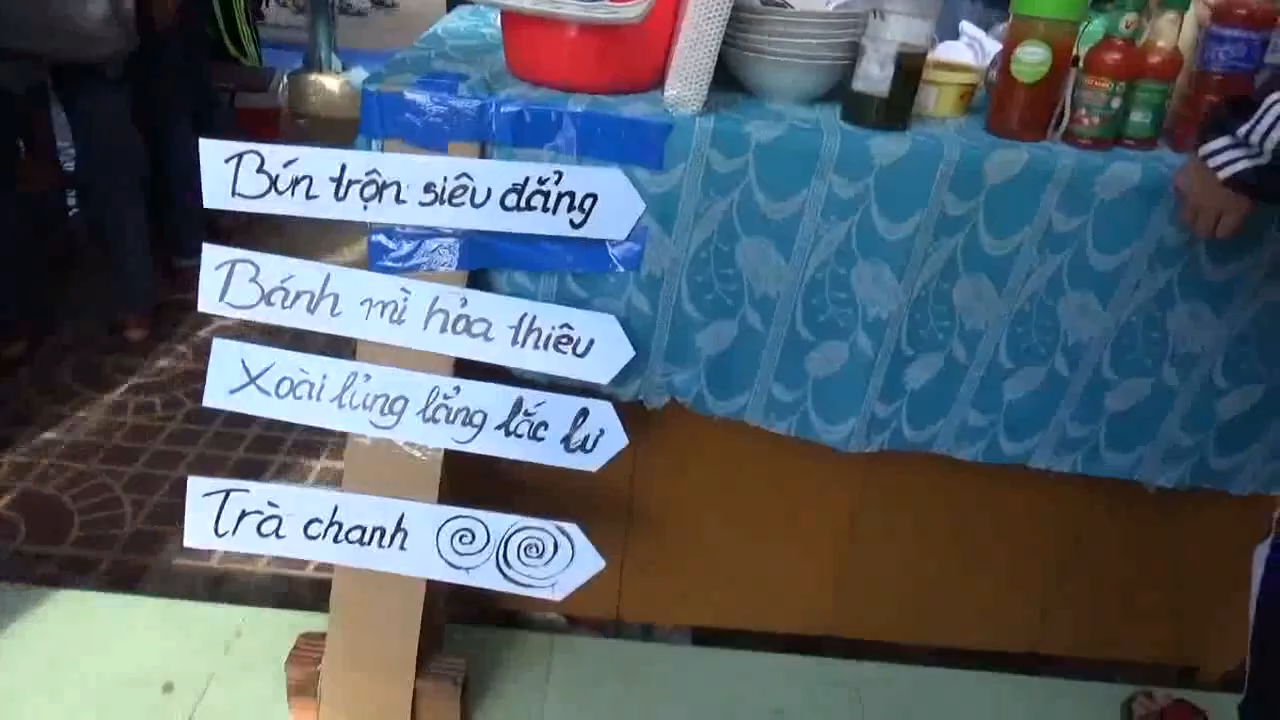 Bún trộn siêu đẳng
Bánh mì hỏa thiêu
Xoài lủng lẳng lắc lư
Trà chanh